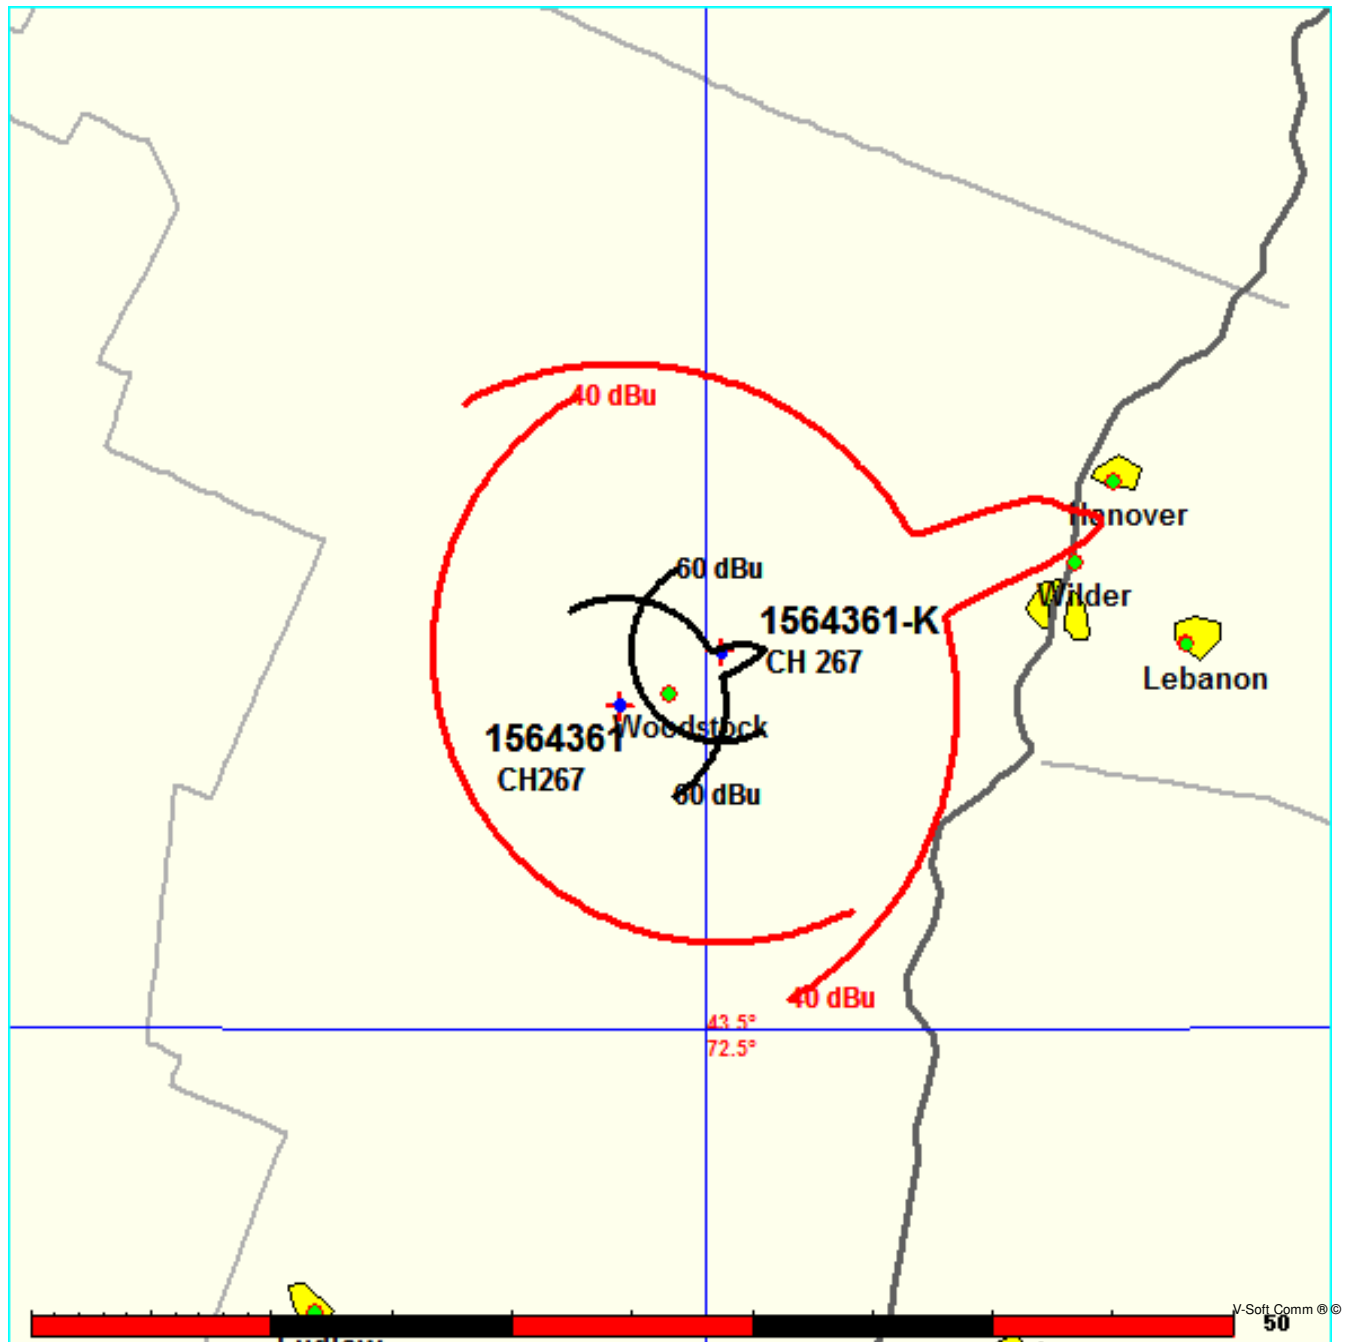 40 dBu
Hanover
60 dBu
Wilder
1564361-K
CH 267
Lebanon
Woodstock
1564361
CH267
60 dBu
40 dBu
43.5°
72.5°
V-Soft Comm ® ©
50
Ludlow